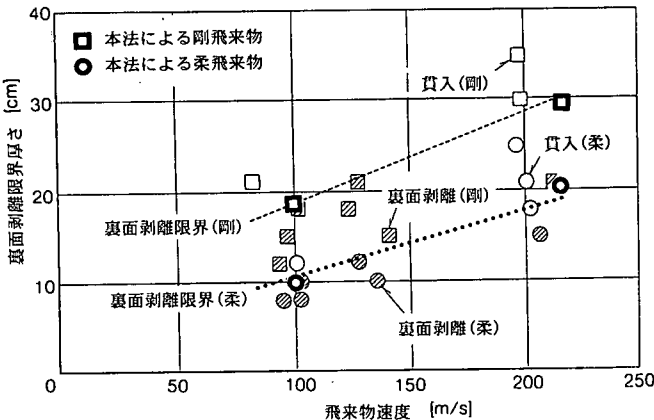 40
30
20
10
0
50
100
150
200
250
裏面剥離限界厚さ [cm]
飛来物速度 [m/s]
本法による剛飛来物
本法による柔飛来物
貫入(剛)
貫入(柔)
裏面剥離(剛)
裏面剥離限界(剛)
裏面剥離限界(柔)
裏面剥離(柔)